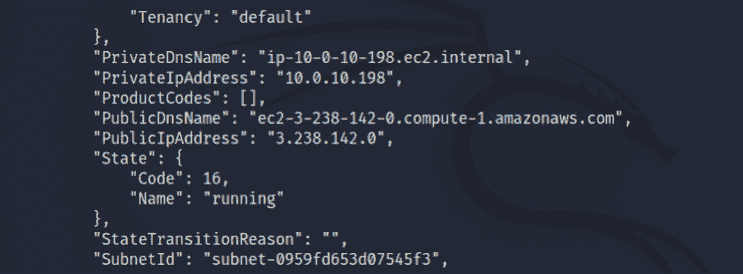 "Tenancy": "default"
},
"PrivateDnsName": "ip-10-0-10-198.ec2.internal",
"PrivateIpAddress": "10.0.10.198",
"ProductCodes": [],
"PublicDnsName": "ec2-3-238-142-0.compute-1.amazonaws.com",
"PublicIpAddress": "3.238.142.0",
"State": {
"Code": 16,
"Name": "running"
},
"StateTransitionReason": "",
"SubnetId": "subnet-0959fd653d07545f3",